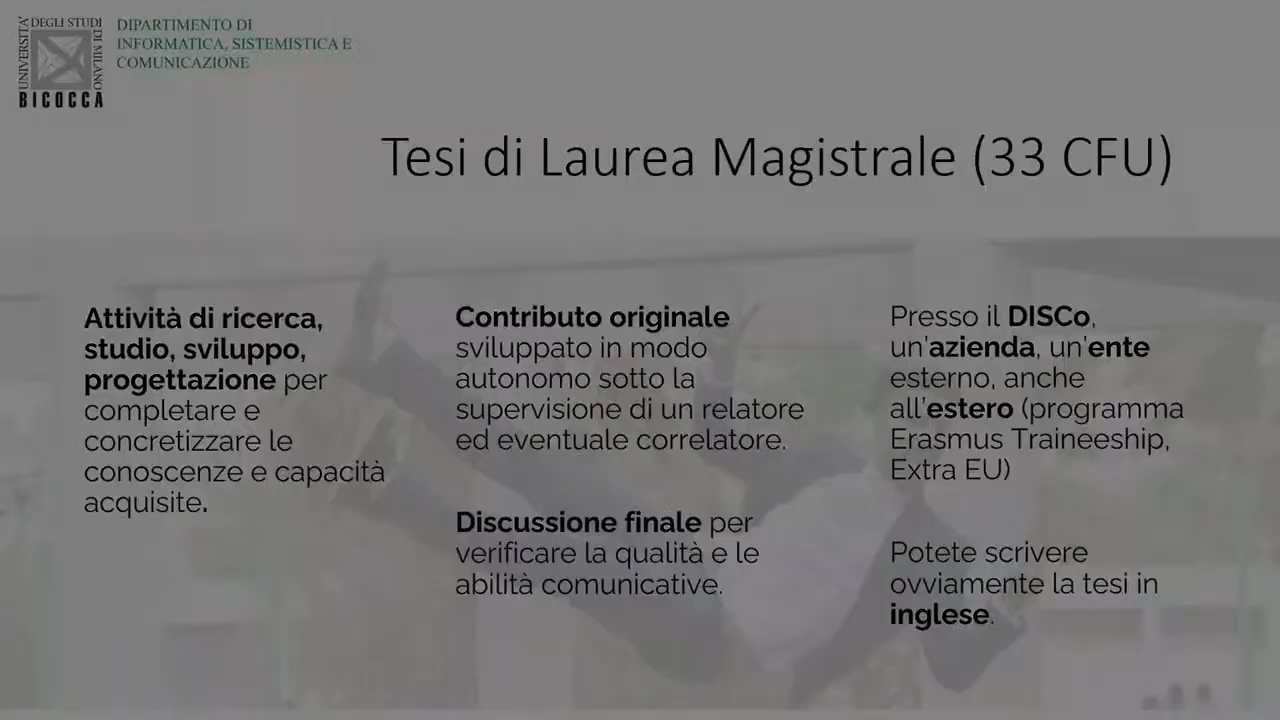 UNIVERSITA'
DEGLI STUDI
DI MILANO
BICOCCA
DIPARTIMENTO DI
INFORMATICA, SISTEMISTICA E
COMUNICAZIONE
Tesi di Laurea Magistrale (33 CFU)
Attività di ricerca,
studio, sviluppo,
progettazione per
completare e
concretizzare le
conoscenze e capacità
acquisite.
Contributo originale
sviluppato in modo
autonomo sotto la
supervisione di un relatore
ed eventuale correlatore.
Discussione finale per
verificare la qualità e le
abilità comunicative.
Presso il DISCo,
un'azienda, un'ente
esterno, anche
all'estero (programma
Erasmus Traineeship,
Extra EU)
Potete scrivere
ovviamente la tesi in
inglese.